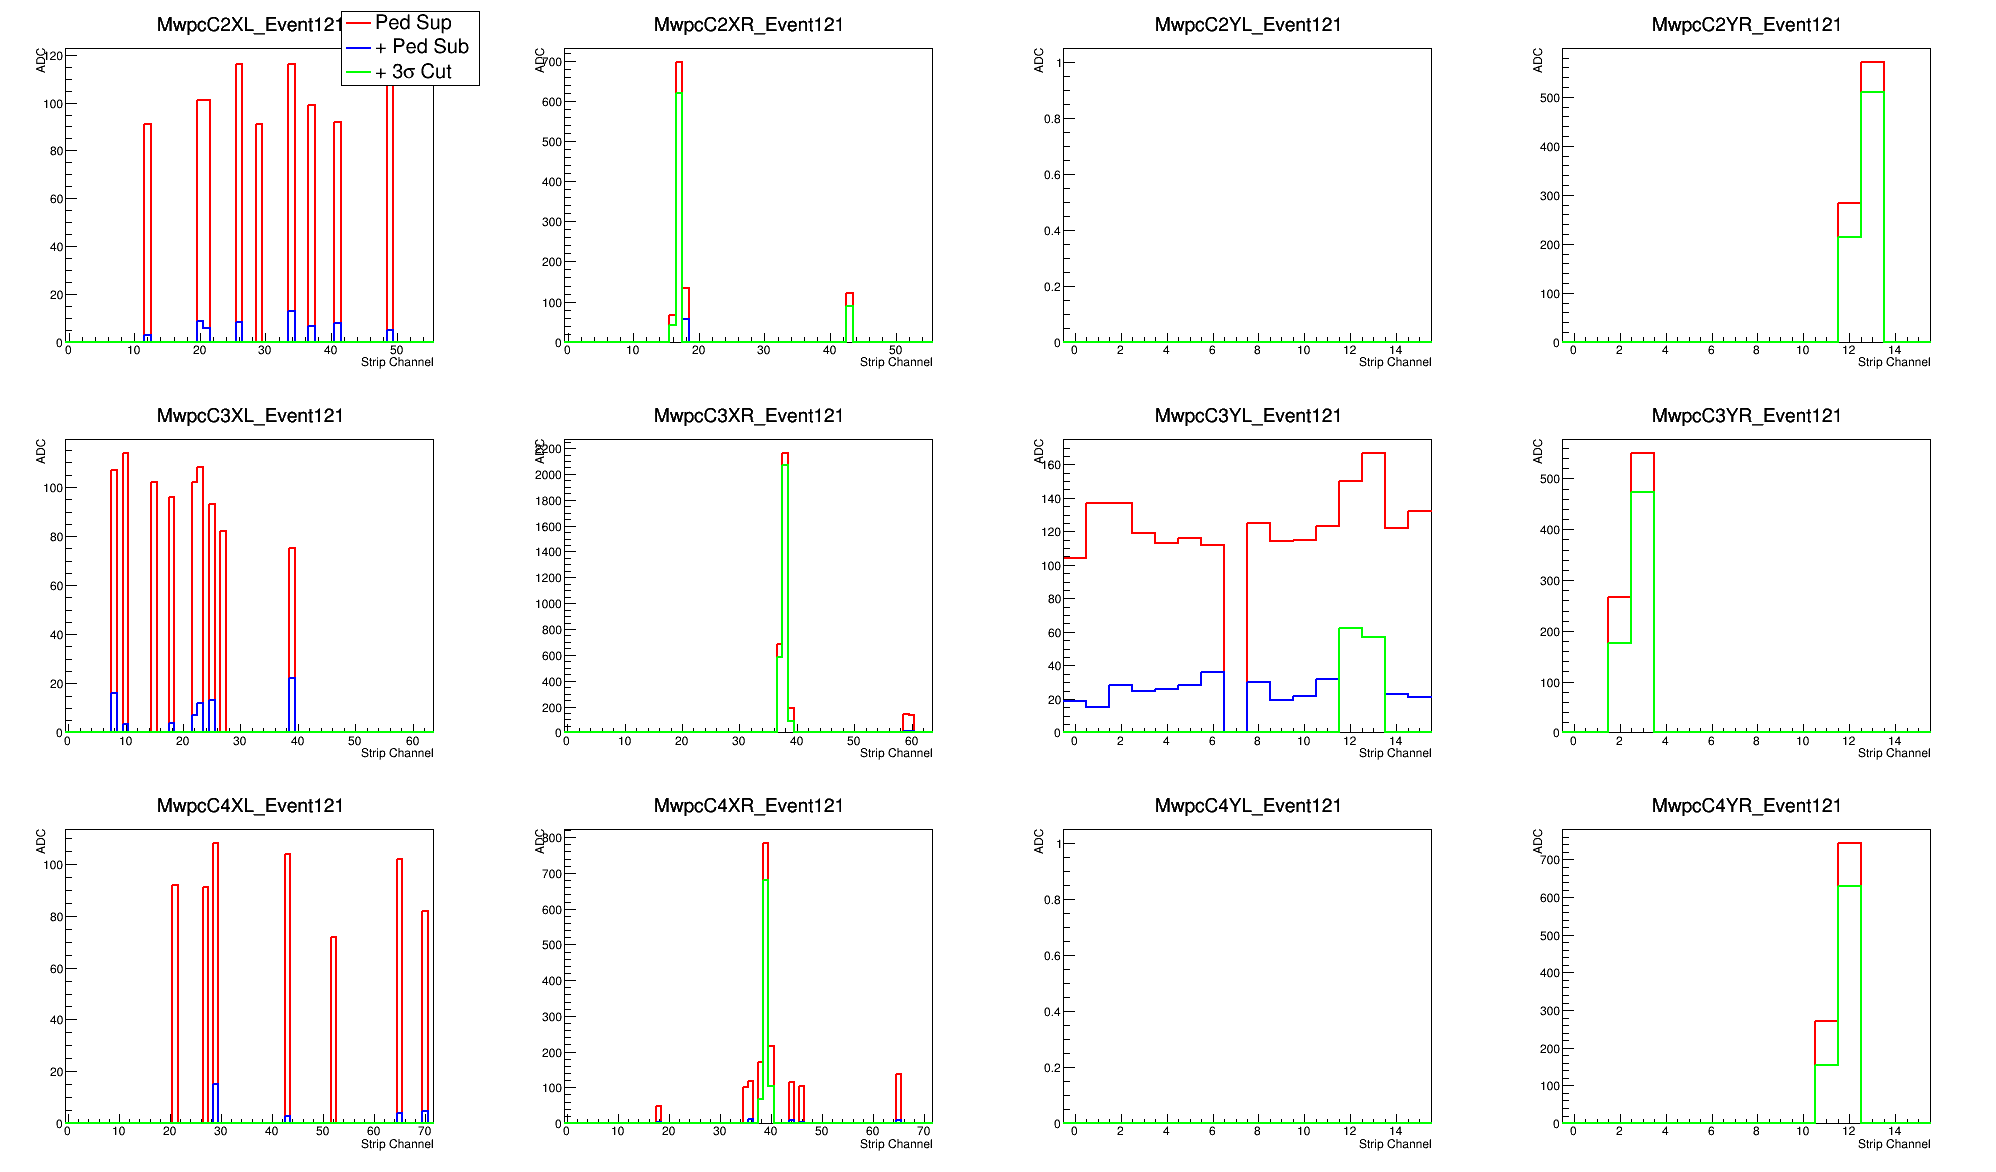 MwpcC2XL_Event121
Ped Sup
+ Ped Sub
+ 3σ Cut
ADC
120
100
80
60
40
20
0
0 10 20 30 40 50
Strip Channel
MwpcC2XR_Event121
ADC
700
600
500
400
300
200
100
0
0 10 20 30 40 50
Strip Channel
MwpcC2YL_Event121
ADC
1
0.8
0.6
0.4
0.2
0
0 2 4 6 8 10 12 14
Strip Channel
MwpcC2YR_Event121
ADC
500
400
300
200
100
0
0 2 4 6 8 10 12 14
Strip Channel
MwpcC3XL_Event121
ADC
100
80
60
40
20
0
0 10 20 30 40 50 60
Strip Channel
MwpcC3XR_Event121
ADC
2200
2000
1800
1600
1400
1200
1000
800
600
400
200
0
0 10 20 30 40 50 60
Strip Channel
MwpcC3YL_Event121
ADC
160
140
120
100
80
60
40
20
0
0 2 4 6 8 10 12 14
Strip Channel
MwpcC3YR_Event121
ADC
500
400
300
200
100
0
0 2 4 6 8 10 12 14
Strip Channel
MwpcC4XL_Event121
ADC
100
80
60
40
20
0
0 10 20 30 40 50 60 70
Strip Channel
MwpcC4XR_Event121
ADC
800
700
600
500
400
300
200
100
0
0 10 20 30 40 50 60 70
Strip Channel
MwpcC4YL_Event121
ADC
1
0.8
0.6
0.4
0.2
0
0 2 4 6 8 10 12 14
Strip Channel
MwpcC4YR_Event121
ADC
700
600
500
400
300
200
100
0
0 2 4 6 8 10 12 14
Strip Channel